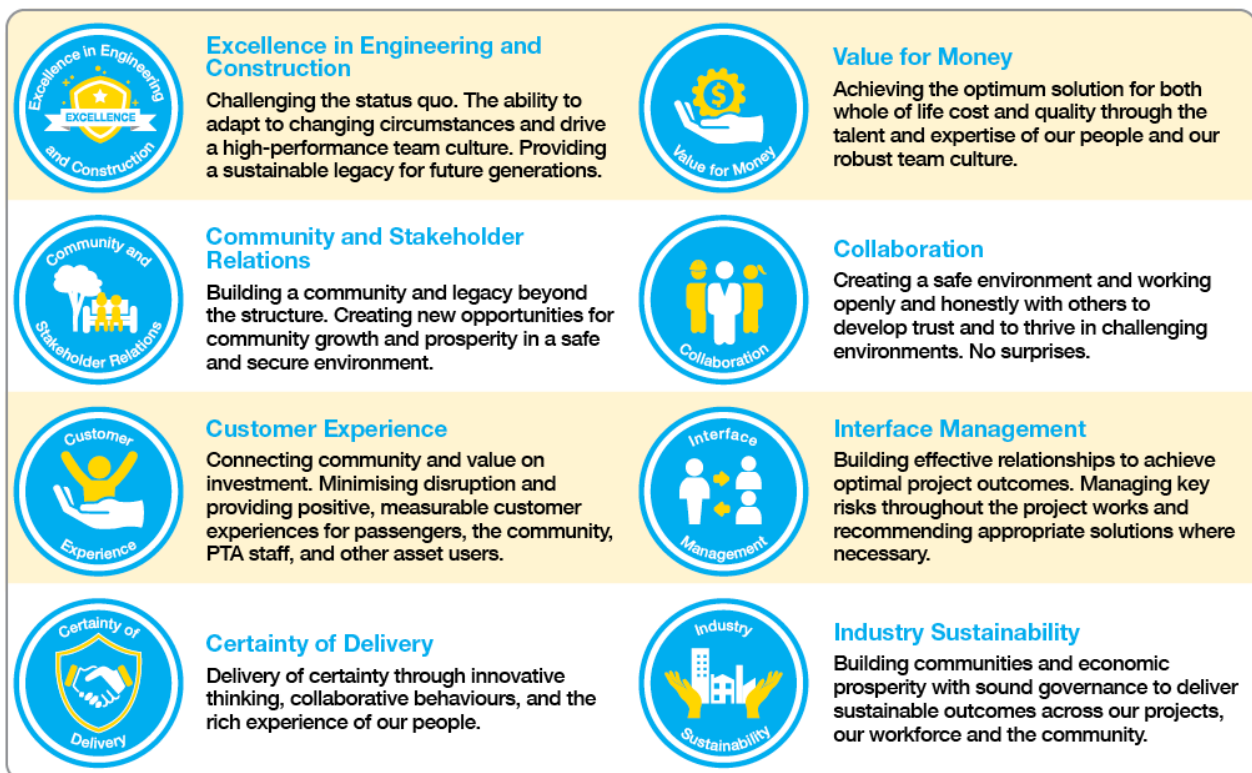 Excellence in Engineering
EXCELLENCE
and Construction
Excellence in Engineering and
Construction
Challenging the status quo. The ability to
adapt to changing circumstances and drive
a high-performance team culture. Providing
a sustainable legacy for future generations.
$
Value for Money
Value for Money
Achieving the optimum solution for both
whole of life cost and quality through the
talent and expertise of our people and our
robust team culture.
Community and
Stakeholder Relations
Community and Stakeholder
Relations
Building a community and legacy beyond
the structure. Creating new opportunities for
community growth and prosperity in a safe
and secure environment.
Collaboration
Collaboration
Creating a safe environment and working
openly and honestly with others to
develop trust and to thrive in challenging
environments. No surprises.
Customer
Experience
Customer Experience
Connecting community and value on
investment. Minimising disruption and
providing positive, measurable customer
experiences for passengers, the community,
PTA staff, and other asset users.
Interface
Management
Interface Management
Building effective relationships to achieve
optimal project outcomes. Managing key
risks throughout the project works and
recommending appropriate solutions where
necessary.
Certainty of
Delivery
Certainty of Delivery
Delivery of certainty through innovative
thinking, collaborative behaviours, and the
rich experience of our people.
Industry
Sustainability
Industry Sustainability
Building communities and economic
prosperity with sound governance to deliver
sustainable outcomes across our projects,
our workforce and the community.